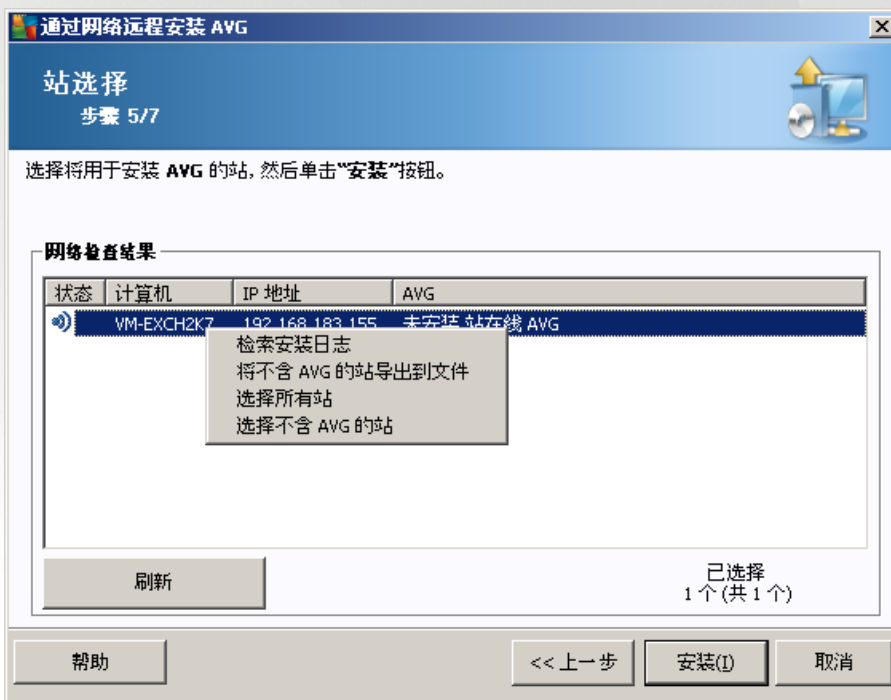 通过网络远程安装 AVG
站选择
步骤 5/7
选择将用于安装 AVG 的站, 然后单击“安装”按钮。
网络检查结果
状态 计算机 IP 地址 AVG
VM-EXCH2K7 192.168.183.155 未安装 站在线 AVG
检索安装日志
将不含 AVG 的站导出到文件
选择所有站
选择不含 AVG 的站
刷新
已选择
1 个 (共 1 个)
帮助
<< 上一步
安装(I)
取消